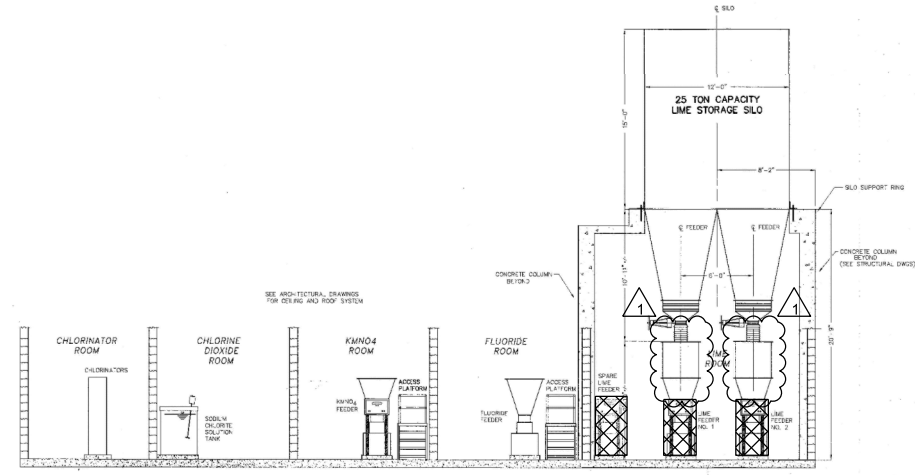 ℄ SILO
12'-0"
25 TON CAPACITY
LIME STORAGE SILO
15'-0"
8'-2"
SILO SUPPORT RING
℄ FEEDER
℄ FEEDER
CONCRETE COLUMN
BEYOND
(SEE STRUCTURAL DWGS)
6'-0"
CONCRETE COLUMN
BEYOND
SEE ARCHITECTURAL DRAWINGS
FOR CEILING AND ROOF SYSTEM
1
1
CHLORINATOR
ROOM
CHLORINE
DIOXIDE
ROOM
KMNO4
ROOM
FLUORIDE
ROOM
LIME
ROOM
CHLORINATORS
SODIUM
CHLORITE
SOLUTION
TANK
KMNO4
FEEDER
ACCESS
PLATFORM
FLUORIDE
FEEDER
ACCESS
PLATFORM
SPARE
LIME
FEEDER
LIME
FEEDER
NO. 1
LIME
FEEDER
NO. 2